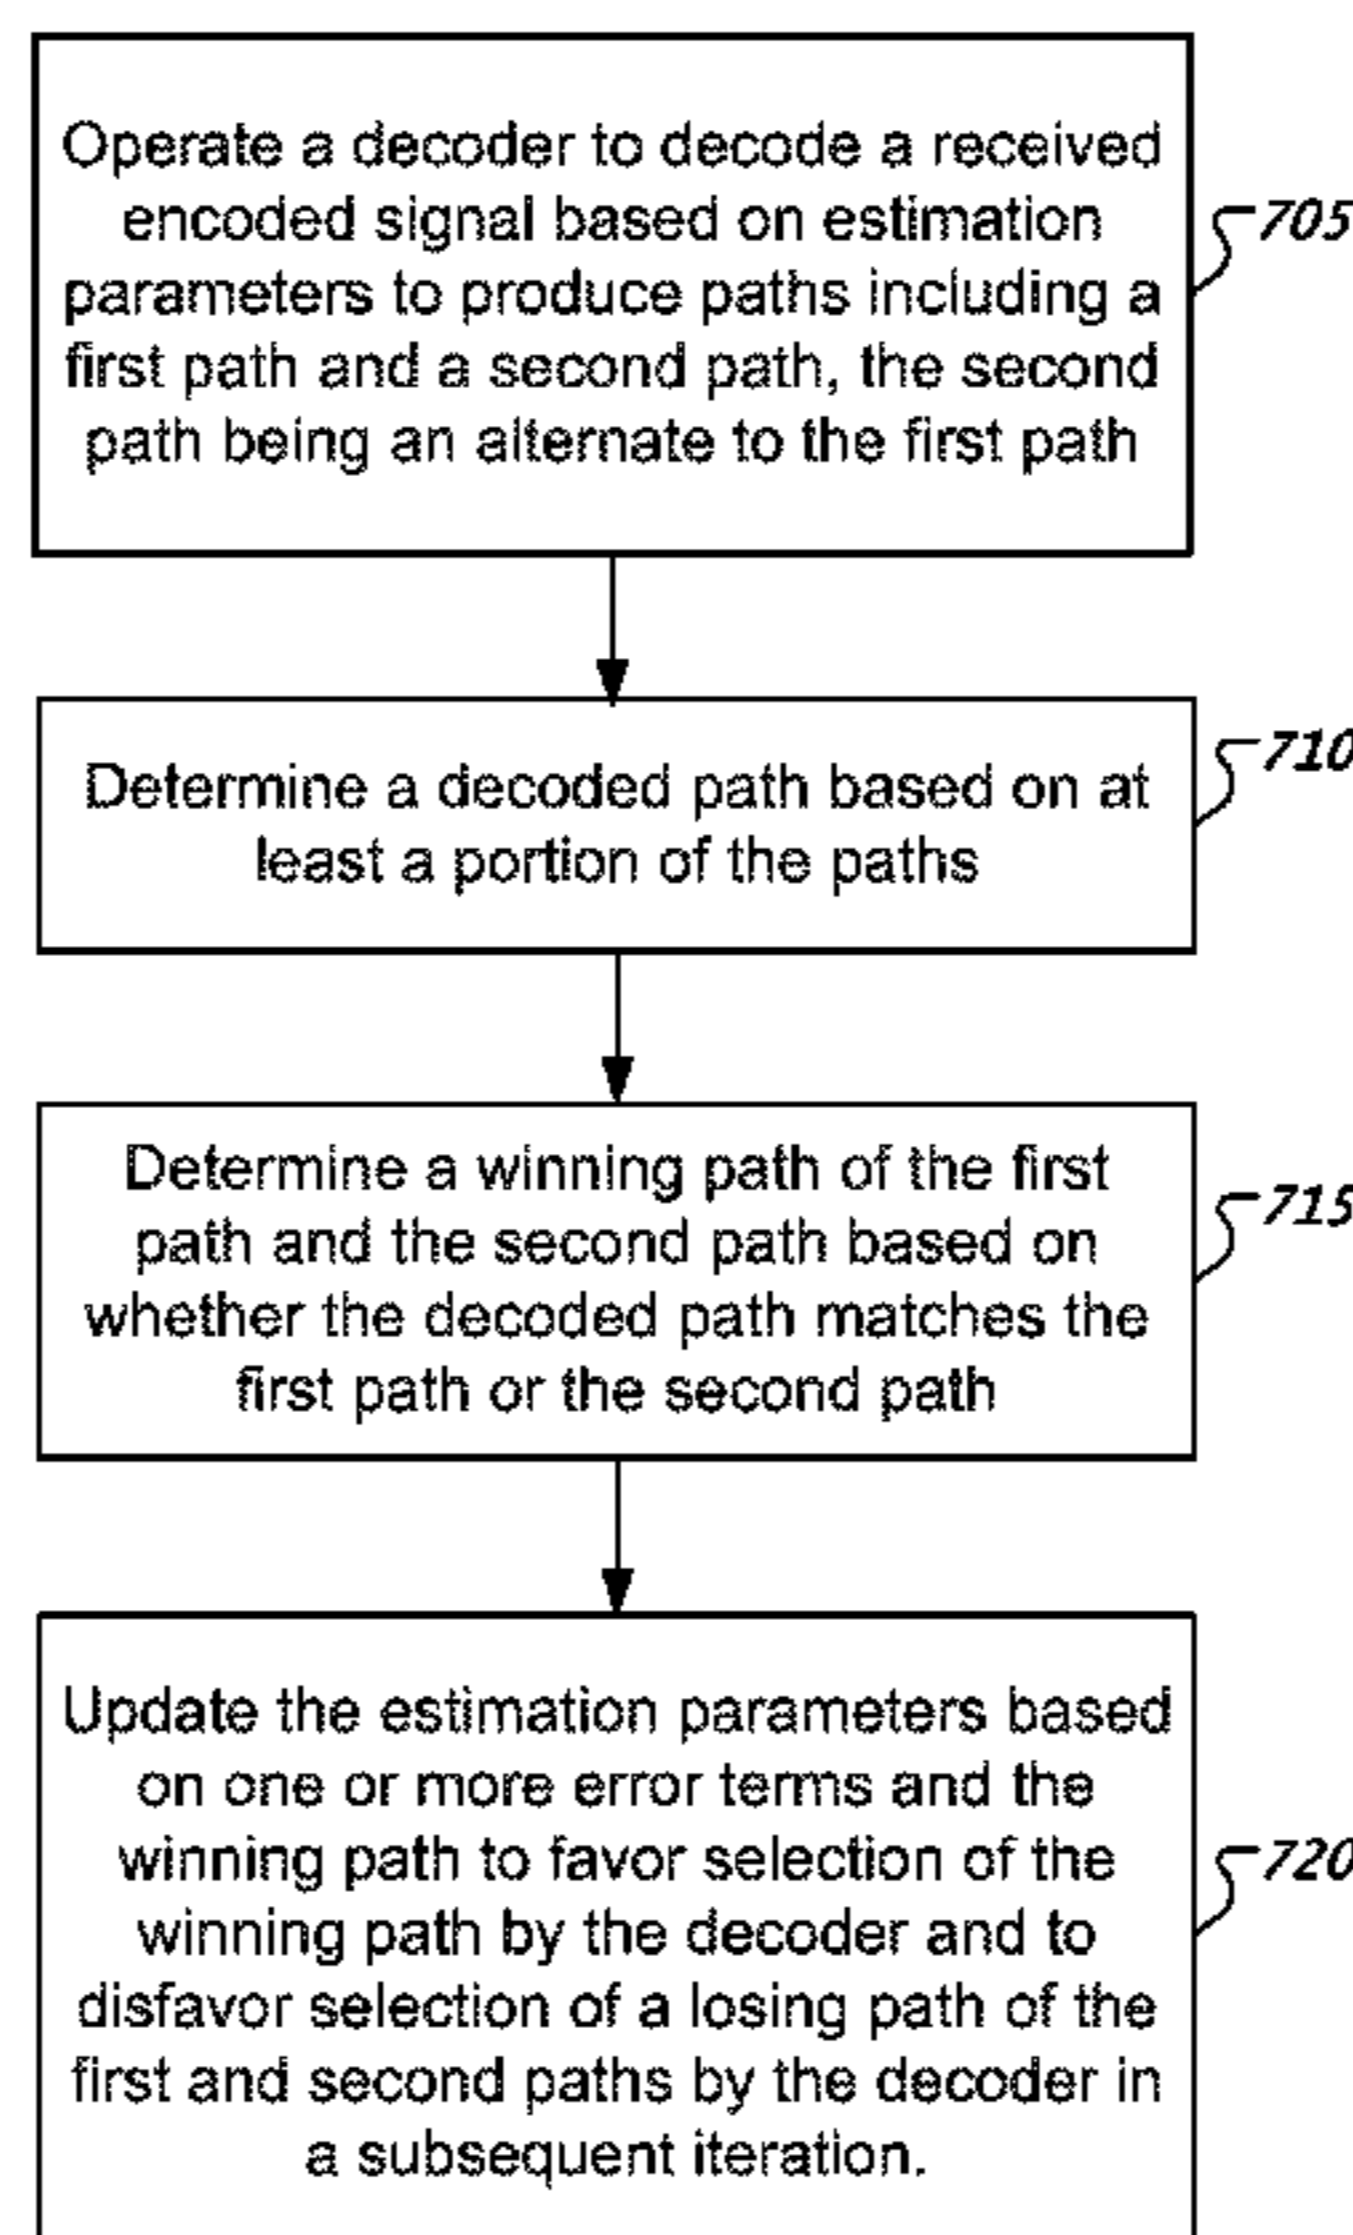 Operate a decoder to decode a received
encoded signal based on estimation
parameters to produce paths including a
first path and a second path, the second
path being an alternate to the first path
705
Determine a decoded path based on at
least a portion of the paths
710
Determine a winning path of the first
path and the second path based on
whether the decoded path matches the
first path or the second path
715
Update the estimation parameters based
on one or more error terms and the
winning path to favor selection of the
winning path by the decoder and to
disfavor selection of a losing path of the
first and second paths by the decoder in
a subsequent iteration.
720